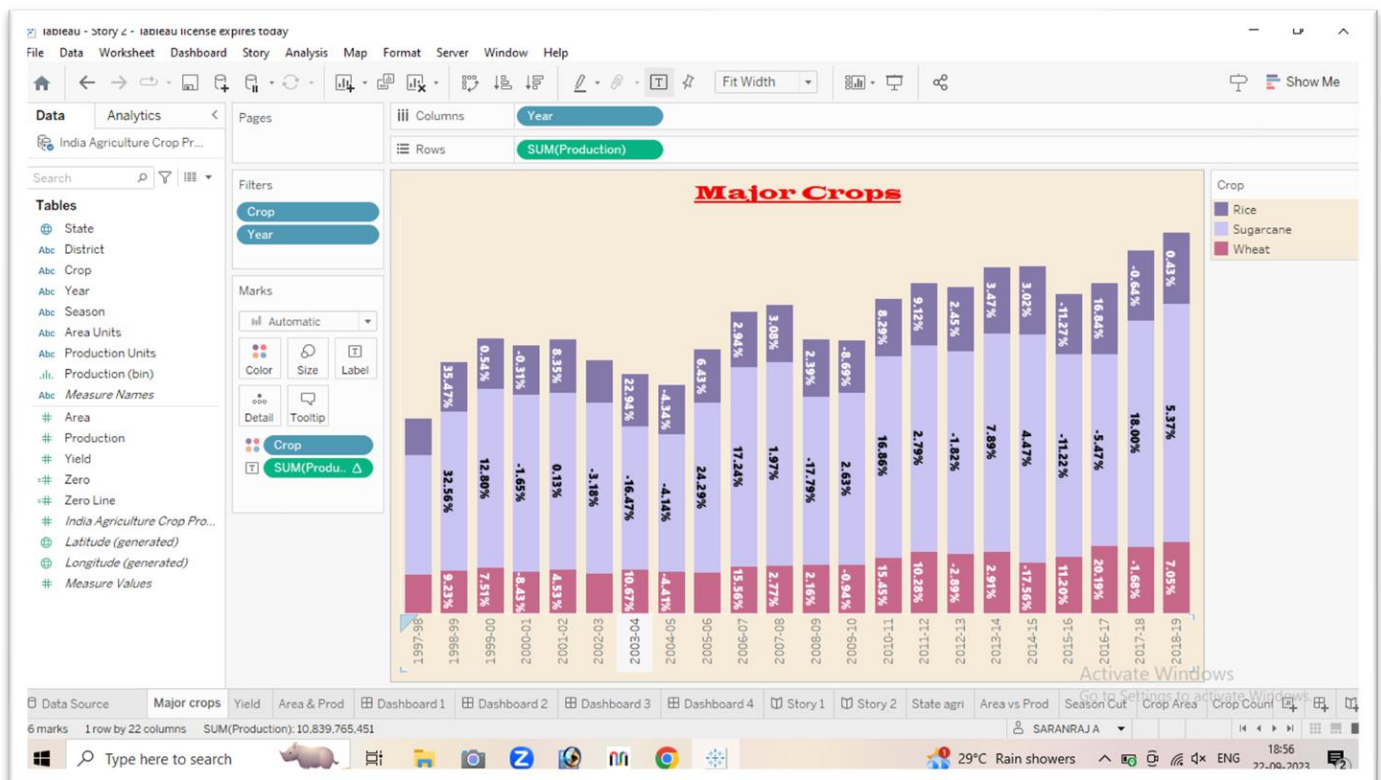 Tableau - Story 2 - Tableau license expires today
File Data Worksheet Dashboard Story Analysis Map Format Server Window Help
Fit Width
Show Me
Data Analytics
India Agriculture Crop Pr...
Search
Tables
State
Abc District
Abc Crop
Abc Year
Abc Season
Abc Area Units
Abc Production Units
Production (bin)
Abc Measure Names
# Area
# Production
# Yield
=# Zero
=# Zero Line
# India Agriculture Crop Pro...
Latitude (generated)
Longitude (generated)
# Measure Values
Pages
Filters
Crop
Year
Marks
Automatic
Color Size Label
Detail Tooltip
Crop
SUM(Produ.. Δ
Columns Year
Rows SUM(Production)
Major Crops
35.47% 0.54% -0.31% 8.35% 22.94% -4.34% 6.43% 2.94% 3.08% 2.39% -8.69% 8.29% 9.12% 2.45% 3.47% 3.02% -11.27% 16.84% -0.64% 0.43%
32.56% 12.80% -1.65% 0.13% -3.18% -16.47% -4.14% 24.29% 17.24% 1.97% -17.79% 2.63% 16.86% 2.79% -1.82% 7.89% 4.47% -11.22% -5.47% 18.00% 5.37%
9.23% 7.51% -8.43% 4.53% 10.67% -4.41% 15.56% 2.77% 2.16% -0.94% 15.45% 10.28% -2.89% 2.91% -17.56% 11.20% 20.19% -1.68% 7.05%
1997-98 1998-99 1999-00 2000-01 2001-02 2002-03 2003-04 2004-05 2005-06 2006-07 2007-08 2008-09 2009-10 2010-11 2011-12 2012-13 2013-14 2014-15 2015-16 2016-17 2017-18 2018-19
Crop
Rice
Sugarcane
Wheat
Activate Windows
Go to Settings to activate Windows.
Data Source Major crops Yield Area & Prod Dashboard 1 Dashboard 2 Dashboard 3 Dashboard 4 Story 1 Story 2 State agri Area vs Prod Season Cut Crop Area Crop Count
6 marks 1 row by 22 columns SUM(Production): 10,839,765,451
SARANRAJ A
Type here to search
29°C Rain showers ENG
18:56
22-09-2023
2